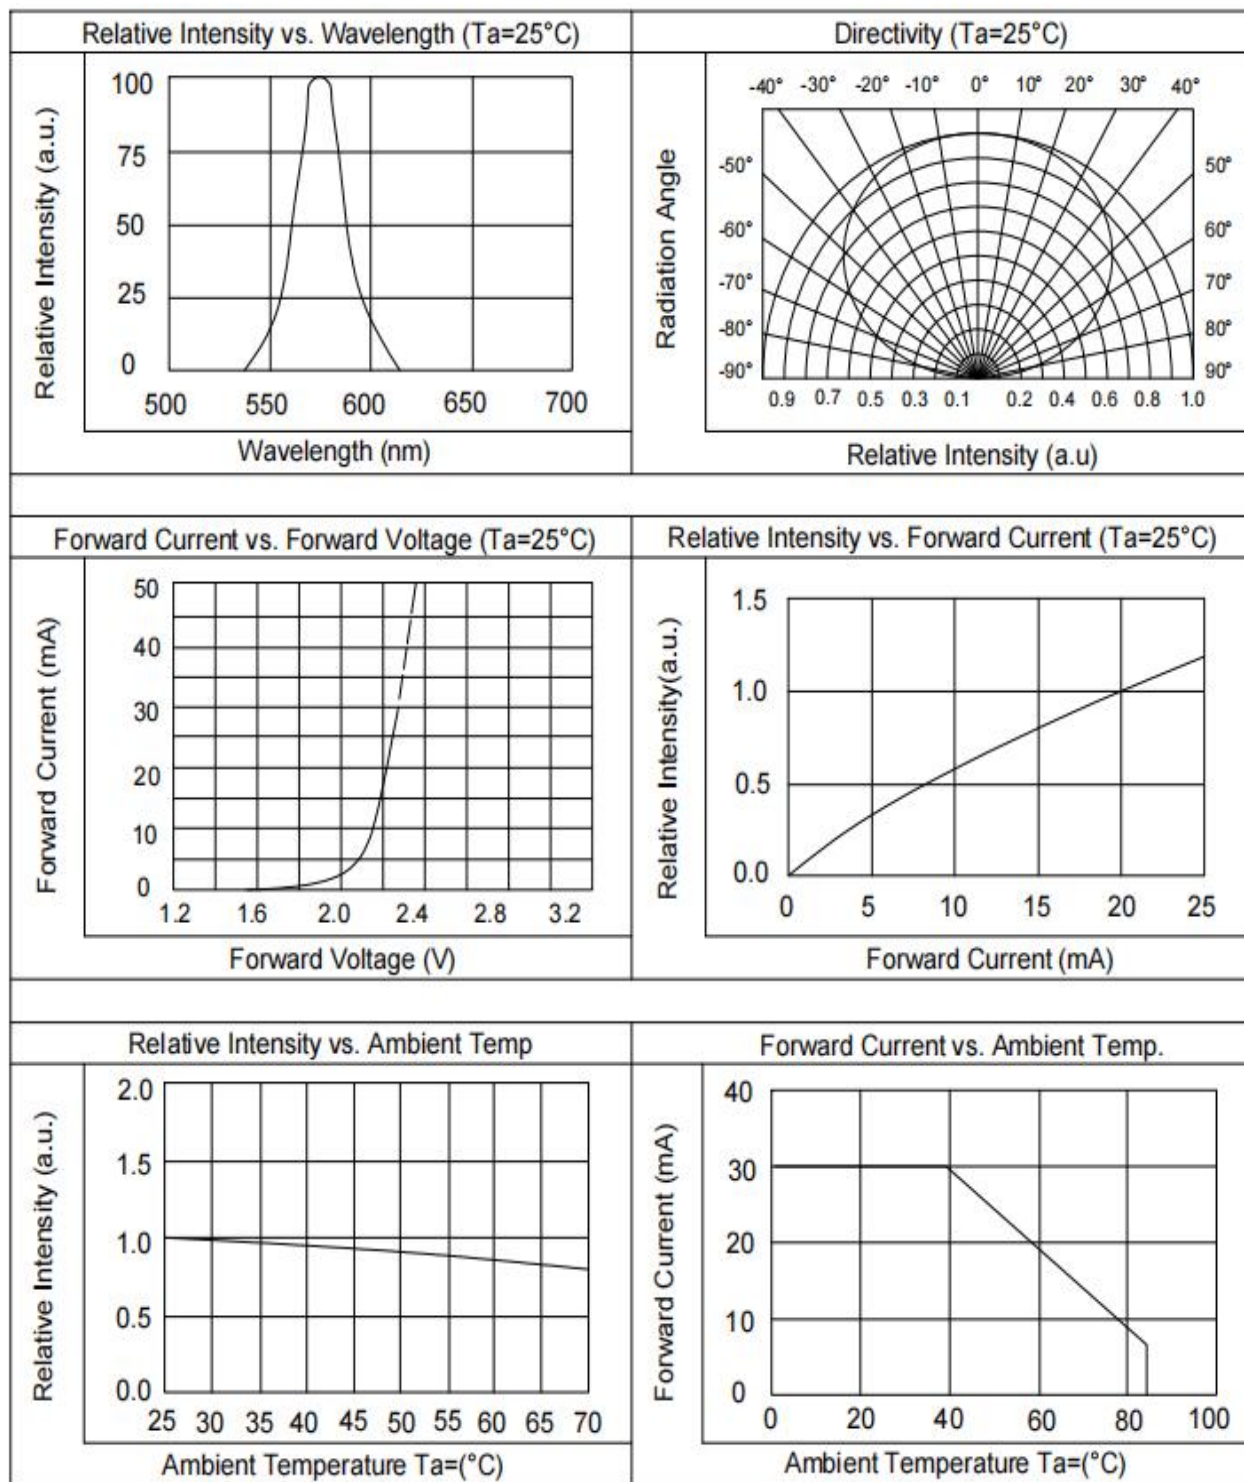 Relative Intensity vs. Wavelength (Ta=25°C)
Relative Intensity (a.u.)
100
75
50
25
0
500 550 600 650 700
Wavelength (nm)
Directivity (Ta=25°C)
Radiation Angle
-40° -30° -20° -10° 0° 10° 20° 30° 40°
-50° 50°
-60° 60°
-70° 70°
-80° 80°
-90° 90°
0.9 0.7 0.5 0.3 0.1 0.2 0.4 0.6 0.8 1.0
Relative Intensity (a.u)
Forward Current vs. Forward Voltage (Ta=25°C)
Forward Current (mA)
50
40
30
20
10
0
1.2 1.6 2.0 2.4 2.8 3.2
Forward Voltage (V)
Relative Intensity vs. Forward Current (Ta=25°C)
Relative Intensity(a.u.)
1.5
1.0
0.5
0.0
0 5 10 15 20 25
Forward Current (mA)
Relative Intensity vs. Ambient Temp
Relative Intensity (a.u.)
2.0
1.5
1.0
0.5
0.0
25 30 35 40 45 50 55 60 65 70
Ambient Temperature Ta=(°C)
Forward Current vs. Ambient Temp.
Forward Current (mA)
40
30
20
10
0
0 20 40 60 80 100
Ambient Temperature Ta=(°C)